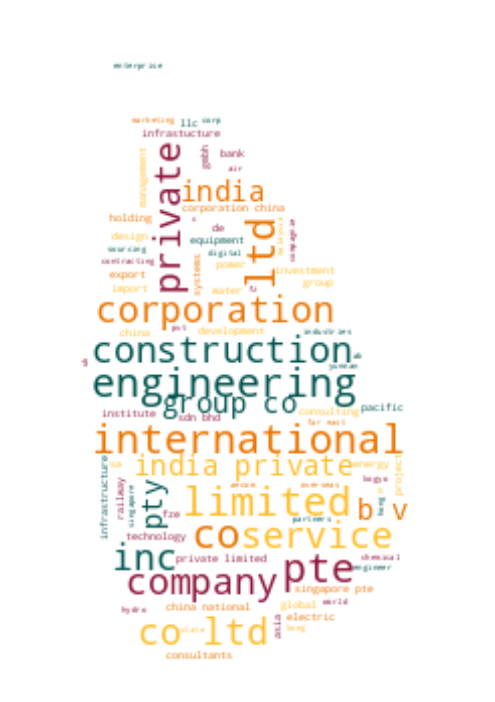 enterprise
marketing
llc
corp
infrastucture
management
private
gmbh
bank
air
india
corporation china
holding
ltd
malaysia
compagnie
de
design
equipment
sourcing
digital
contracting
systems
power
export
investment
import
water
group
corporation
china
pvt
development
industries
construction
yunnan
engineering
group co
institute
sdn bhd
consulting
pacific
far east
international
infrastructure
sa
india private
energy
project
railway
singapore
pty
fze
limited
overseas
b v
partners
technology
co
service
inc
private limited
company
pte
chemical
engineer
singapore pte
hydro
china national
global
world
electric
asia
co ltd
consultants